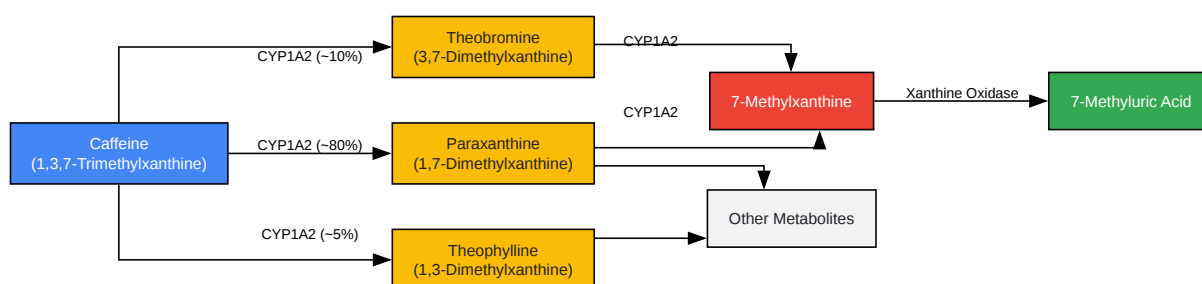 Theobromine
(3,7-Dimethylxanthine)
CYP1A2
CYP1A2 (~10%)
7-Methylxanthine
Xanthine Oxidase
7-Methyluric Acid
CYP1A2
Caffeine
(1,3,7-Trimethylxanthine)
CYP1A2 (~80%)
Paraxanthine
(1,7-Dimethylxanthine)
Other Metabolites
CYP1A2 (~5%)
Theophylline
(1,3-Dimethylxanthine)